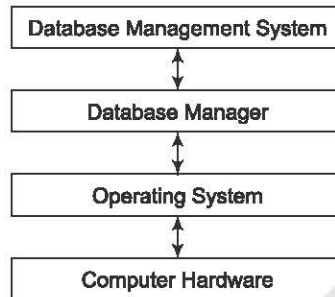 Database Management System
Database Manager
Operating System
Computer Hardware